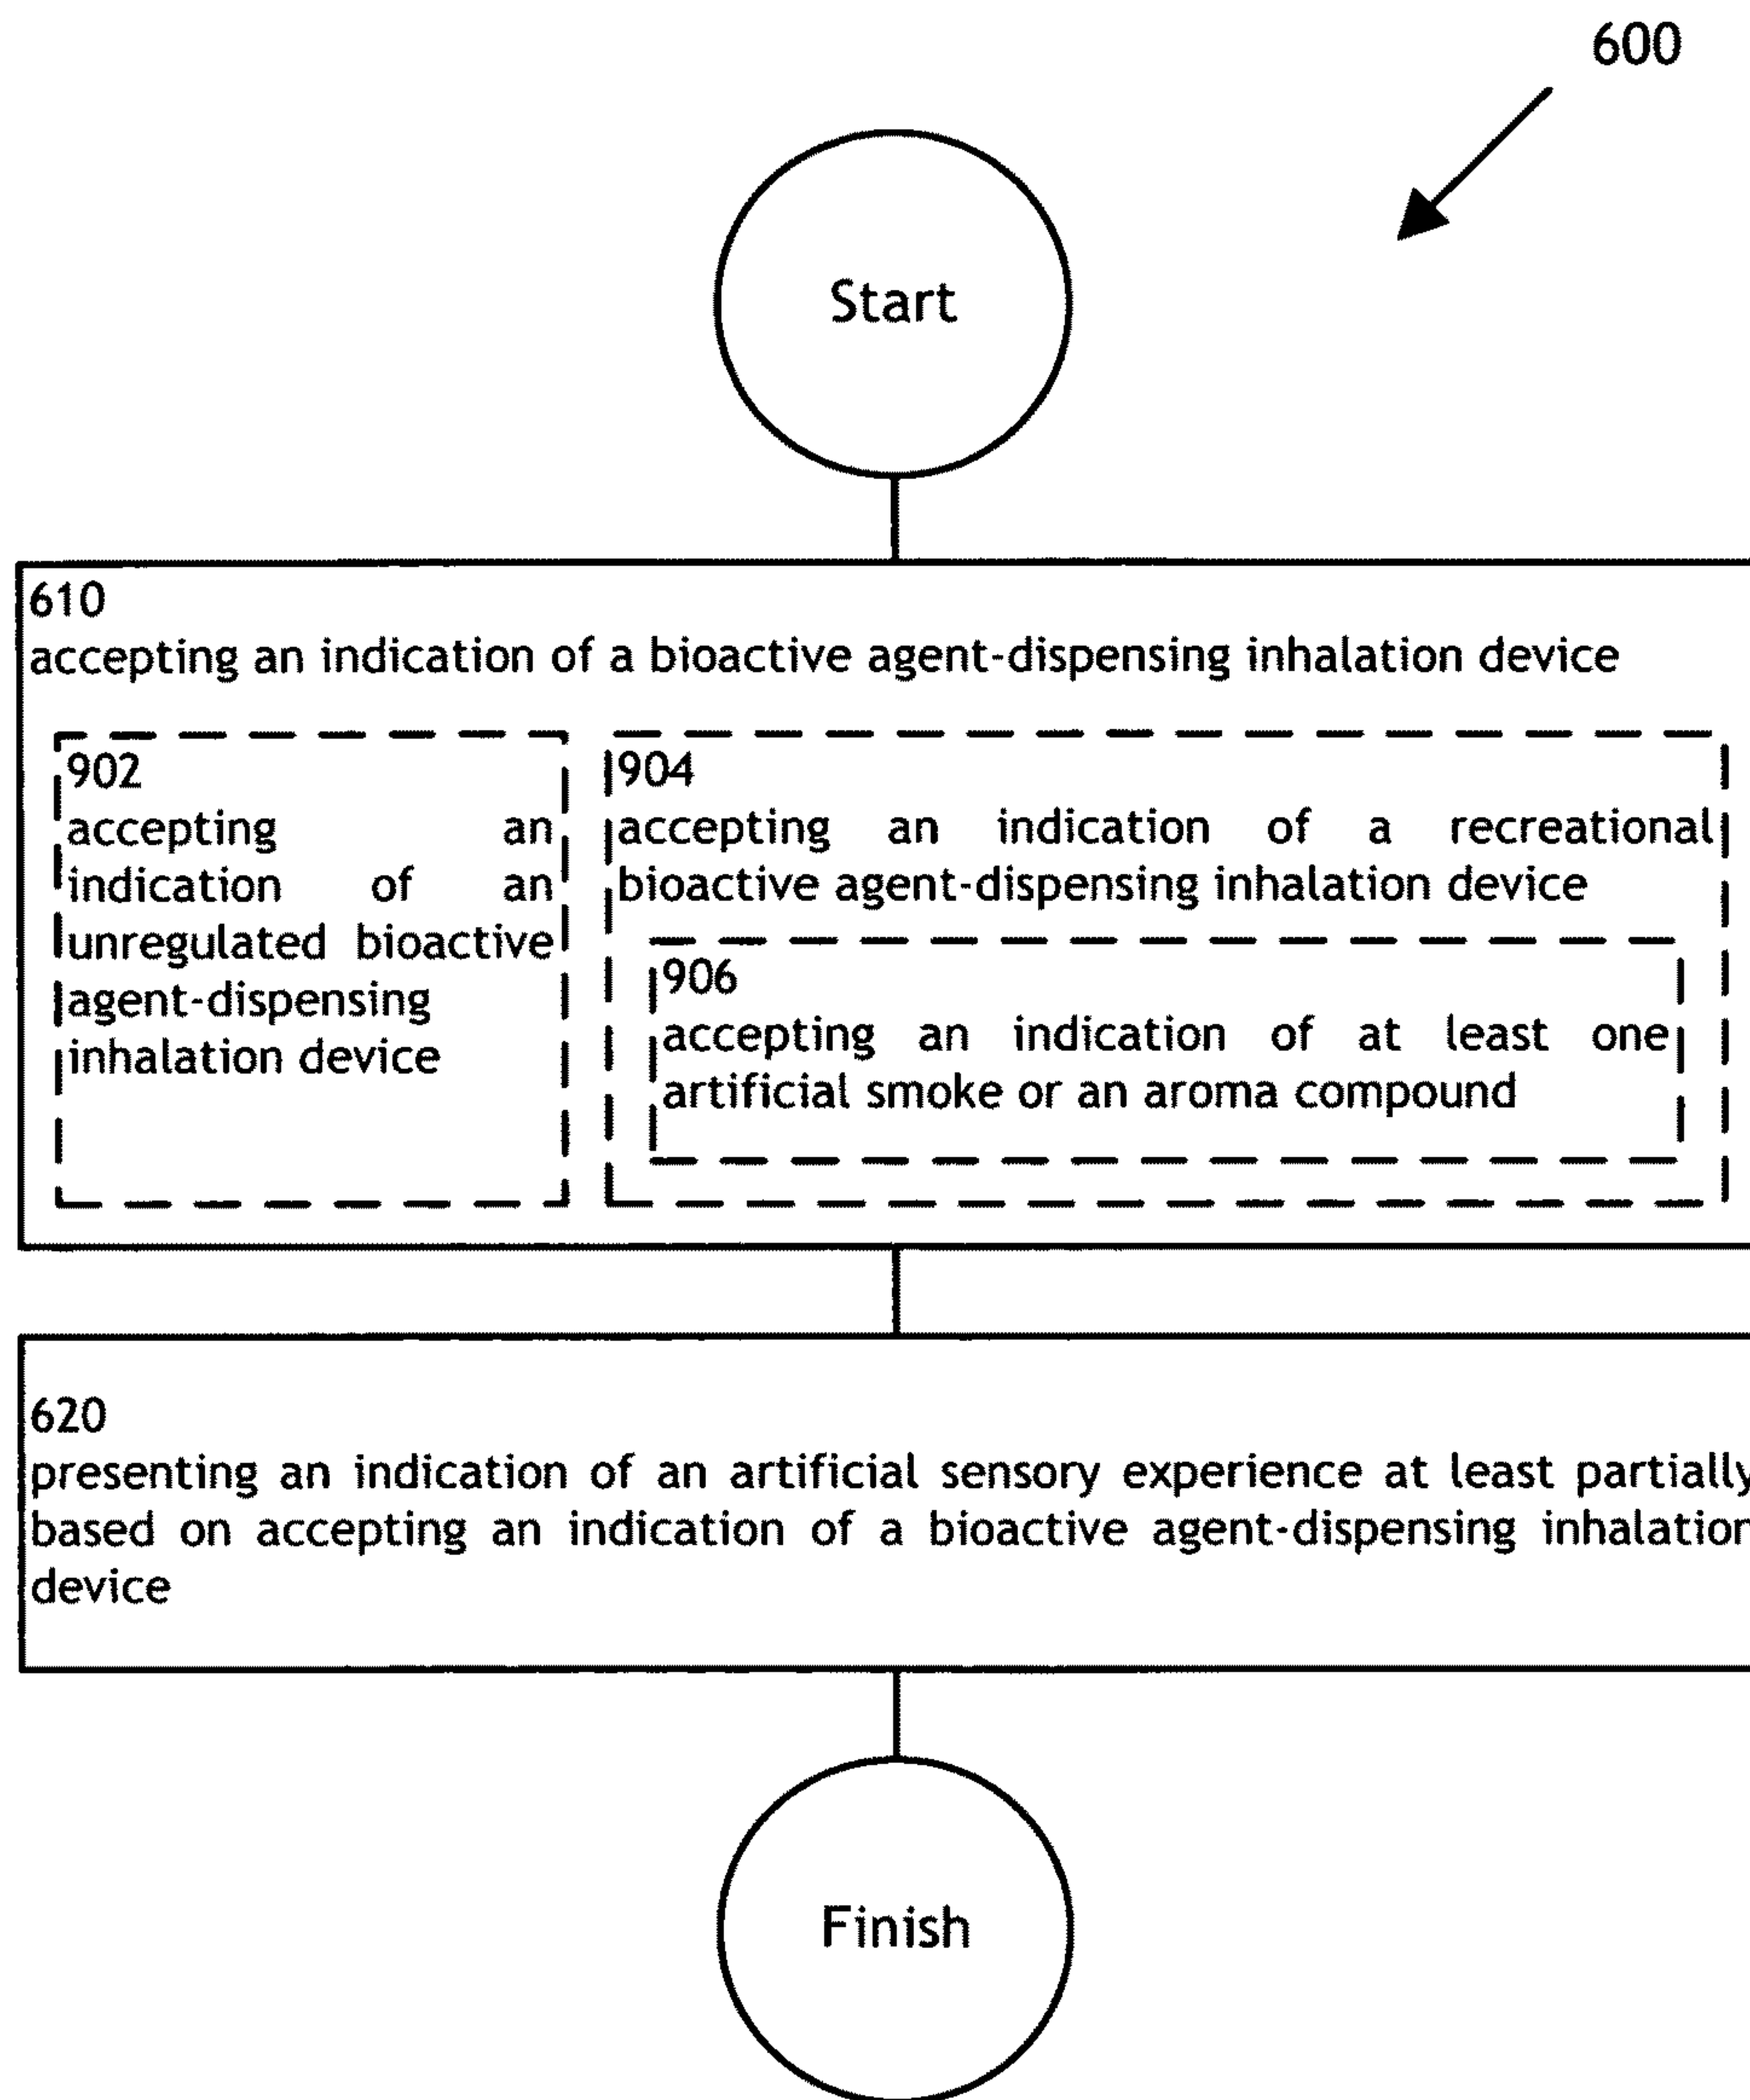 600
Start
610
accepting an indication of a bioactive agent-dispensing inhalation device
902
accepting an
indication of an
unregulated bioactive
agent-dispensing
inhalation device
904
accepting an indication of a recreational
bioactive agent-dispensing inhalation device
906
accepting an indication of at least one
artificial smoke or an aroma compound
620
presenting an indication of an artificial sensory experience at least partially
based on accepting an indication of a bioactive agent-dispensing inhalation
device
Finish